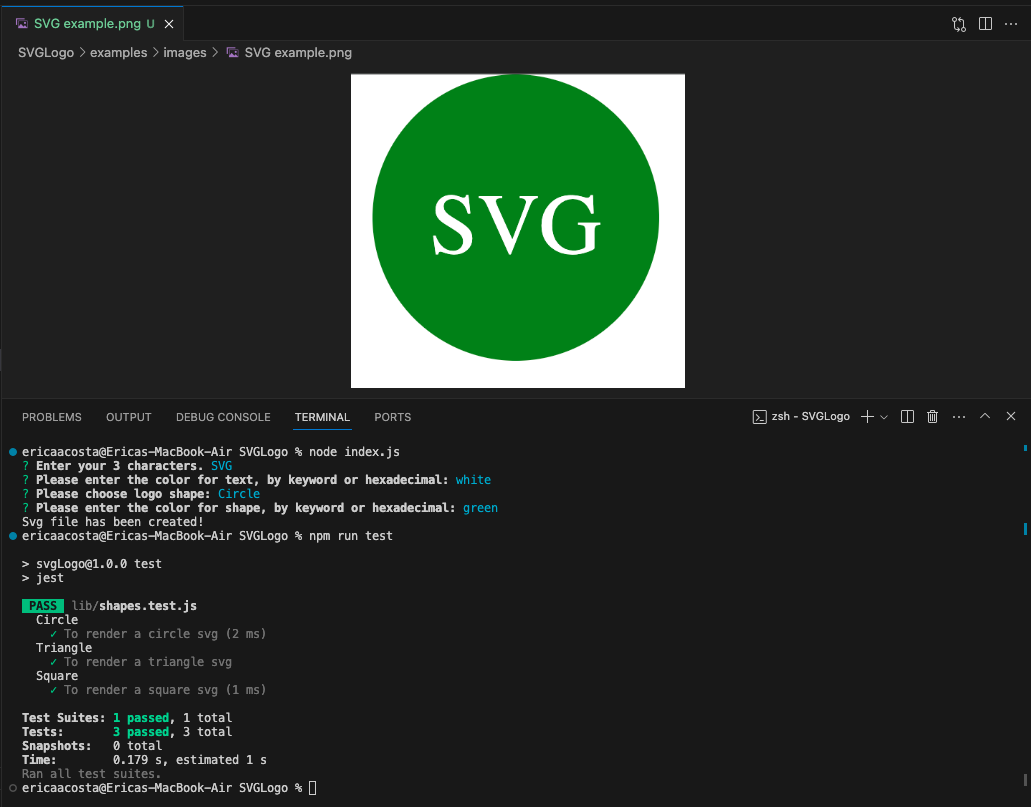 SVG example.png U
SVGLogo > examples > images > SVG example.png
SVG
PROBLEMS OUTPUT DEBUG CONSOLE TERMINAL PORTS zsh - SVGLogo
ericaacosta@Ericas-MacBook-Air SVGLogo % node index.js
? Enter your 3 characters. SVG
? Please enter the color for text, by keyword or hexadecimal: white
? Please choose logo shape: Circle
? Please enter the color for shape, by keyword or hexadecimal: green
Svg file has been created!
ericaacosta@Ericas-MacBook-Air SVGLogo % npm run test
> svgLogo@1.0.0 test
> jest
PASS lib/shapes.test.js
Circle
✓ To render a circle svg (2 ms)
Triangle
✓ To render a triangle svg
Square
✓ To render a square svg (1 ms)
Test Suites: 1 passed, 1 total
Tests: 3 passed, 3 total
Snapshots: 0 total
Time: 0.179 s, estimated 1 s
Ran all test suites.
ericaacosta@Ericas-MacBook-Air SVGLogo %